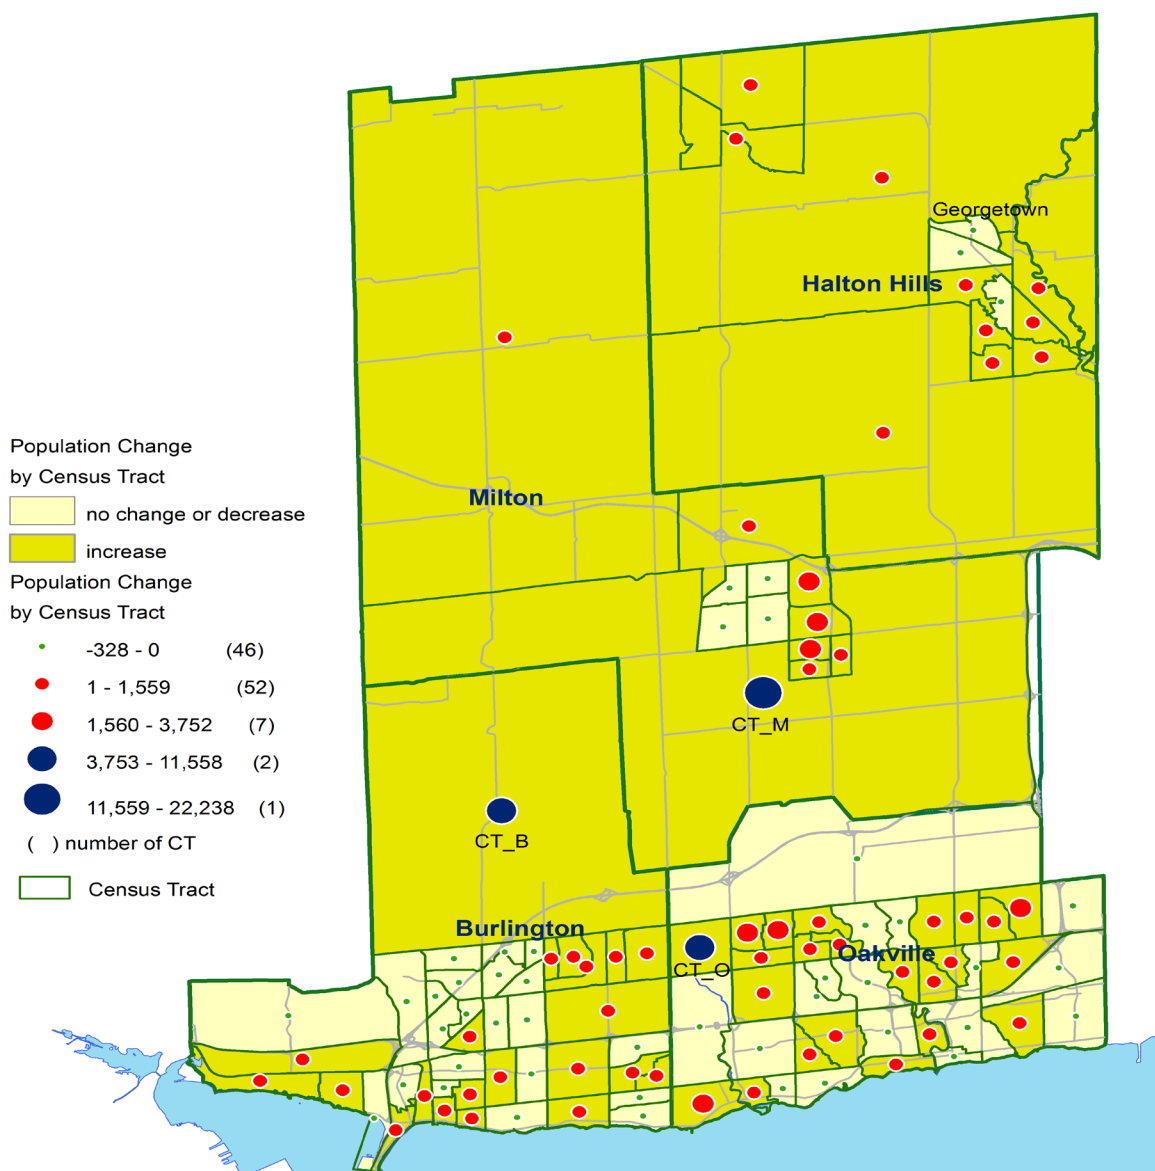 Georgetown
Halton Hills
Population Change
by Census Tract
no change or decrease
increase
Population Change
by Census Tract
-328 - 0 (46)
1 - 1,559 (52)
1,560 - 3,752 (7)
3,753 - 11,558 (2)
11,559 - 22,238 (1)
( ) number of CT
Census Tract
Milton
CT_M
CT_B
Burlington
Oakville
CT_O